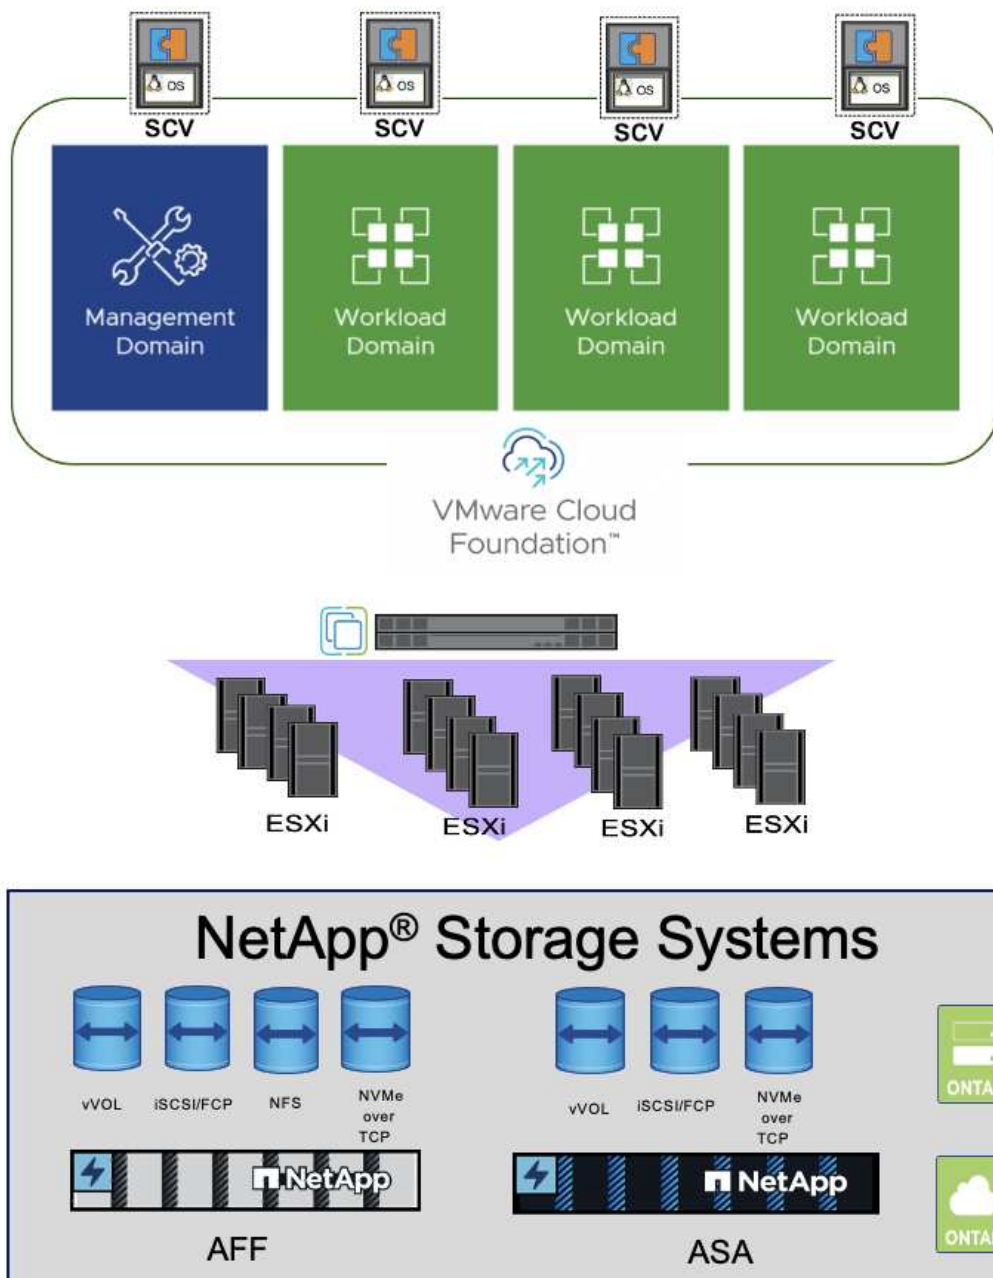 OS OS OS OS
SCV SCV SCV SCV
Management Workload Workload Workload
Domain Domain Domain Domain
VMware Cloud
Foundation™
ESXi ESXi ESXi ESXi
NetApp® Storage Systems
vVOL iSCSI/FCP NFS NVMe
over
TCP
vVOL iSCSI/FCP NVMe
over
TCP
ONTA
NetApp NetApp
AFF ASA
ONTA